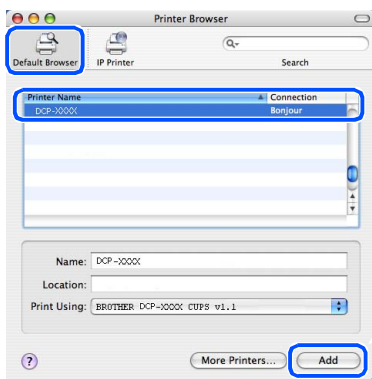 Printer Browser
Default Browser IP Printer Search
Printer Name Connection
DCP-XXXX Bonjour
Name: DCP-XXXX
Location:
Print Using: BROTHER DCP-XXXX CUPS v1.1
? More Printers... Add